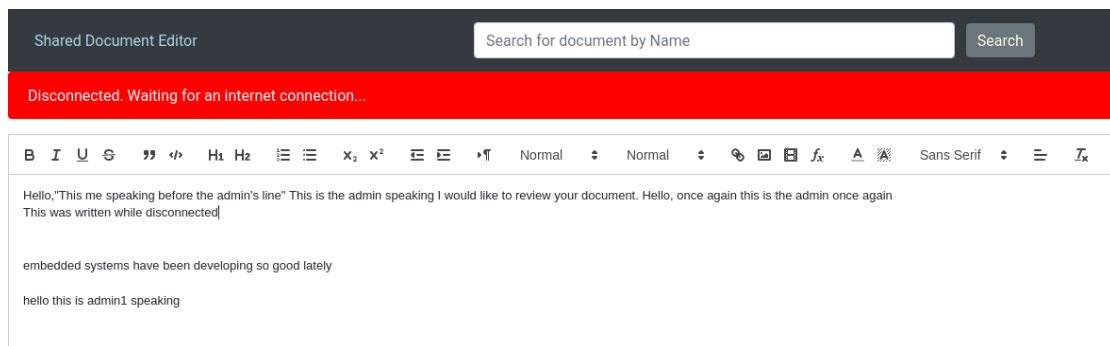 Shared Document Editor
Search for document by Name
Search
Disconnected. Waiting for an internet connection...
B I U S ” </> H1 H2 x2 x² ¶ Normal Normal fx A A Sans Serif Tx
Hello,"This me speaking before the admin's line" This is the admin speaking I would like to review your document. Hello, once again this is the admin once again
This was written while disconnected
embedded systems have been developing so good lately
hello this is admin1 speaking